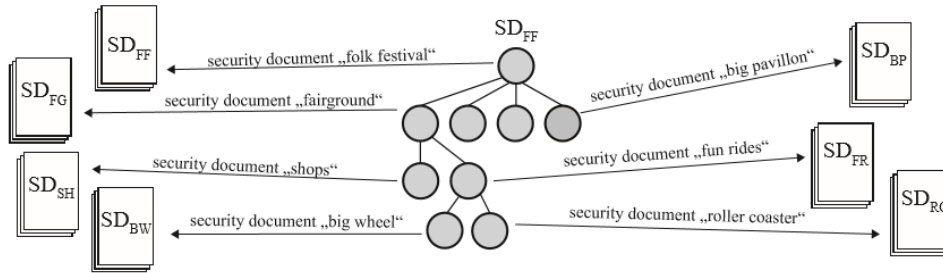 SD_FF
SD_FF
security document „folk festival“
security document „big pavillon“
SD_BP
SD_FG
security document „fairground“
SD_SH
security document „shops“
security document „fun rides“
SD_FR
SD_BW
security document „big wheel“
security document „roller coaster“
SD_RC